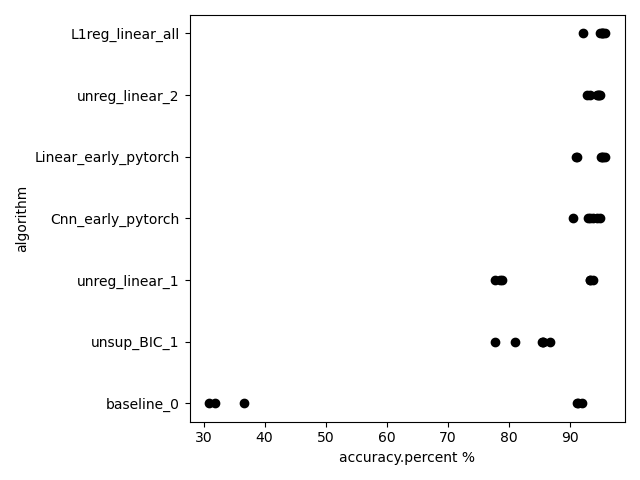 L1reg_linear_all
unreg_linear_2
Linear_early_pytorch
Cnn_early_pytorch
unreg_linear_1
unsup_BIC_1
baseline_0
algorithm
30 40 50 60 70 80 90
accuracy.percent %